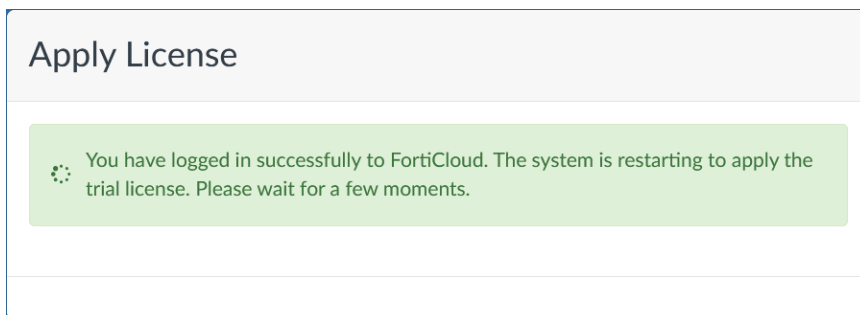 Apply License
You have logged in successfully to FortiCloud. The system is restarting to apply the
trial license. Please wait for a few moments.